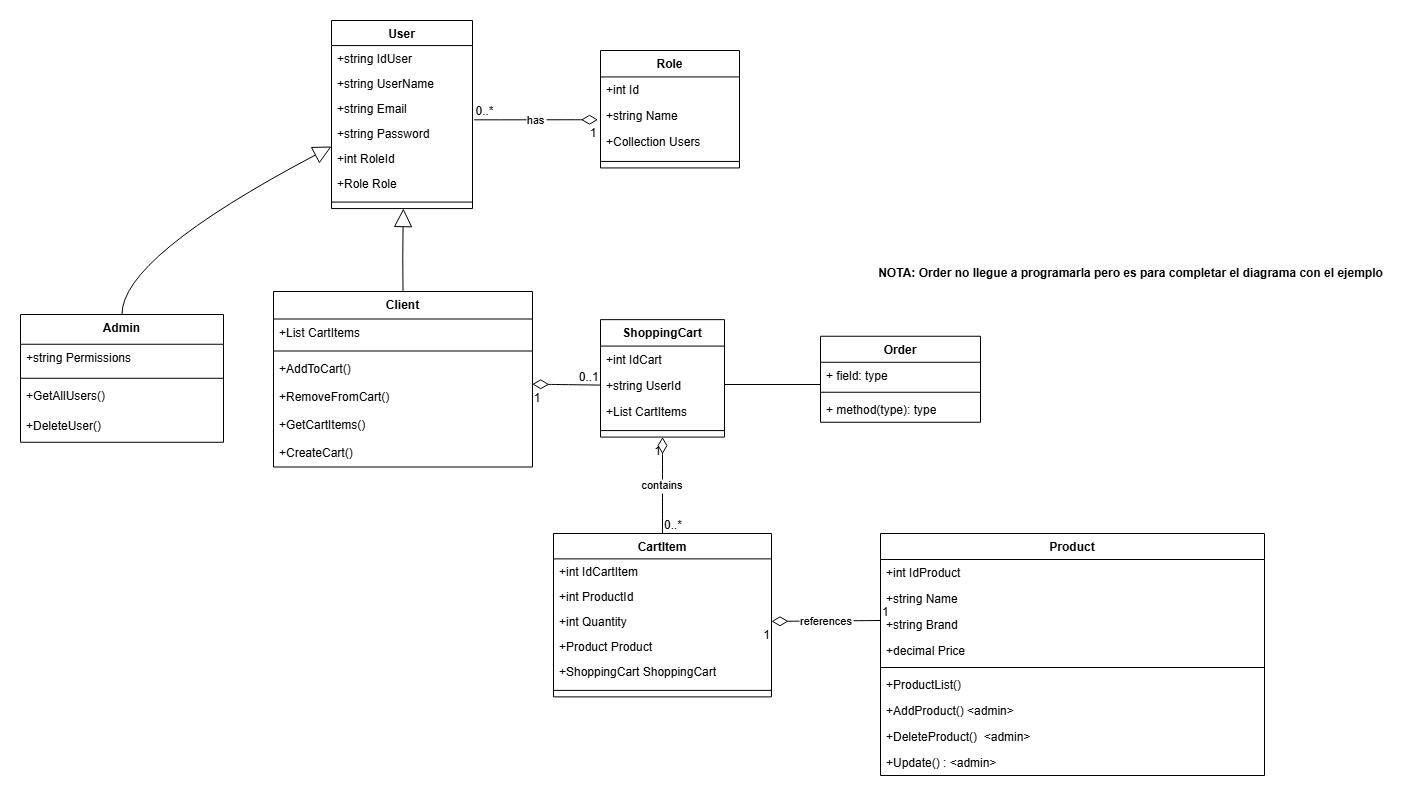 User
+string IdUser
+string UserName
+string Email
+string Password
+int RoleId
+Role Role
0..*
has
1
Role
+int Id
+string Name
+Collection Users
NOTA: Order no llegue a programarla pero es para completar el diagrama con el ejemplo
Admin
+string Permissions
+GetAllUsers()
+DeleteUser()
Client
+List CartItems
+AddToCart()
+RemoveFromCart()
+GetCartItems()
+CreateCart()
1
0..1
ShoppingCart
+int IdCart
+string UserId
+List CartItems
Order
+ field: type
+ method(type): type
1
contains
0..*
CartItem
+int IdCartItem
+int ProductId
+int Quantity
+Product Product
+ShoppingCart ShoppingCart
1
references
1
Product
+int IdProduct
+string Name
+string Brand
+decimal Price
+ProductList()
+AddProduct() <admin>
+DeleteProduct()  <admin>
+Update() : <admin>